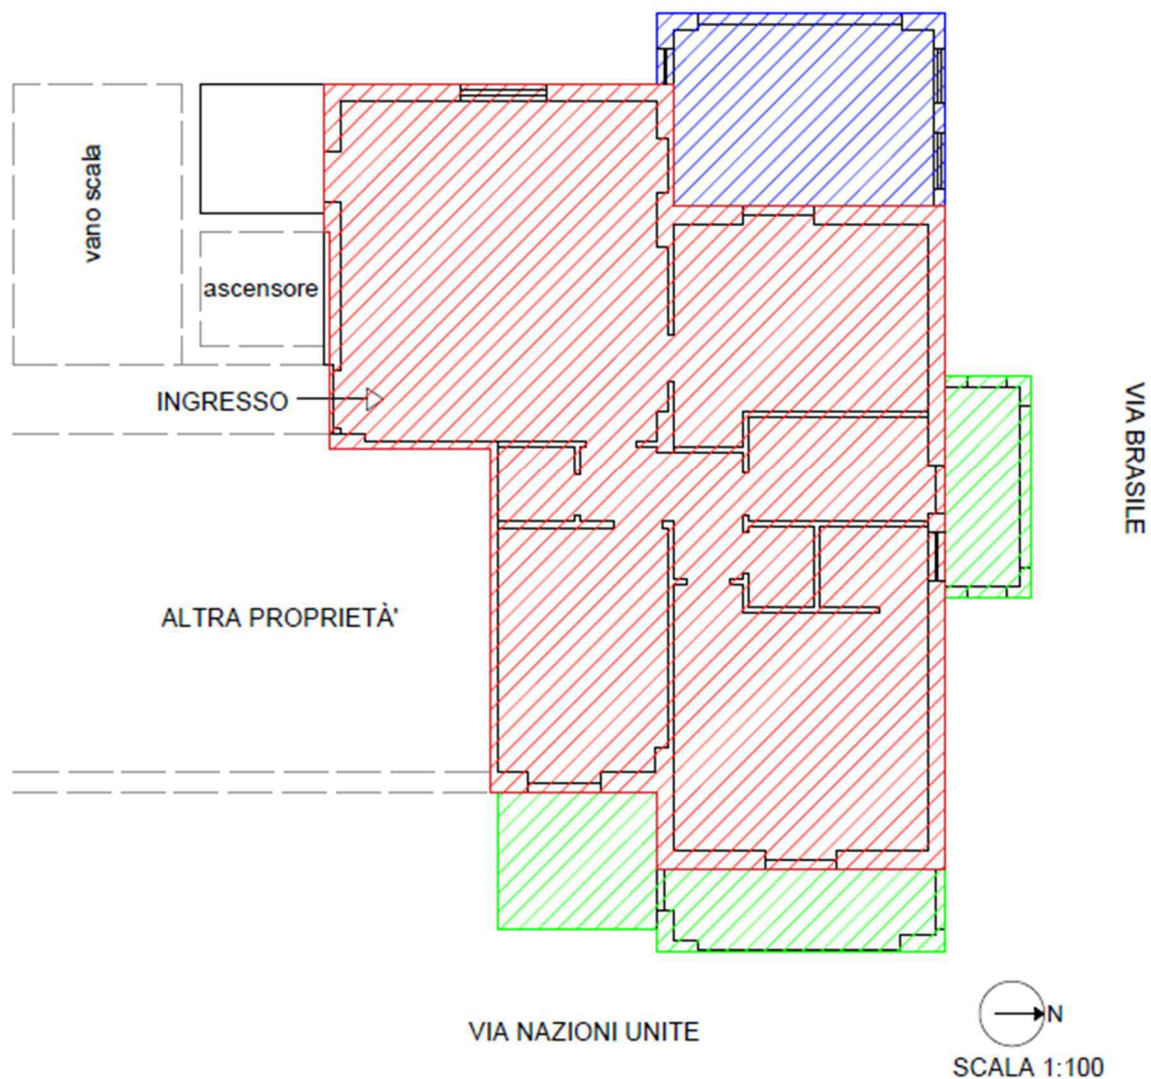 vano scala
ascensore
INGRESSO
VIA BRASILE
ALTRA PROPRIETÀ'
VIA NAZIONI UNITE
N
SCALA 1:100